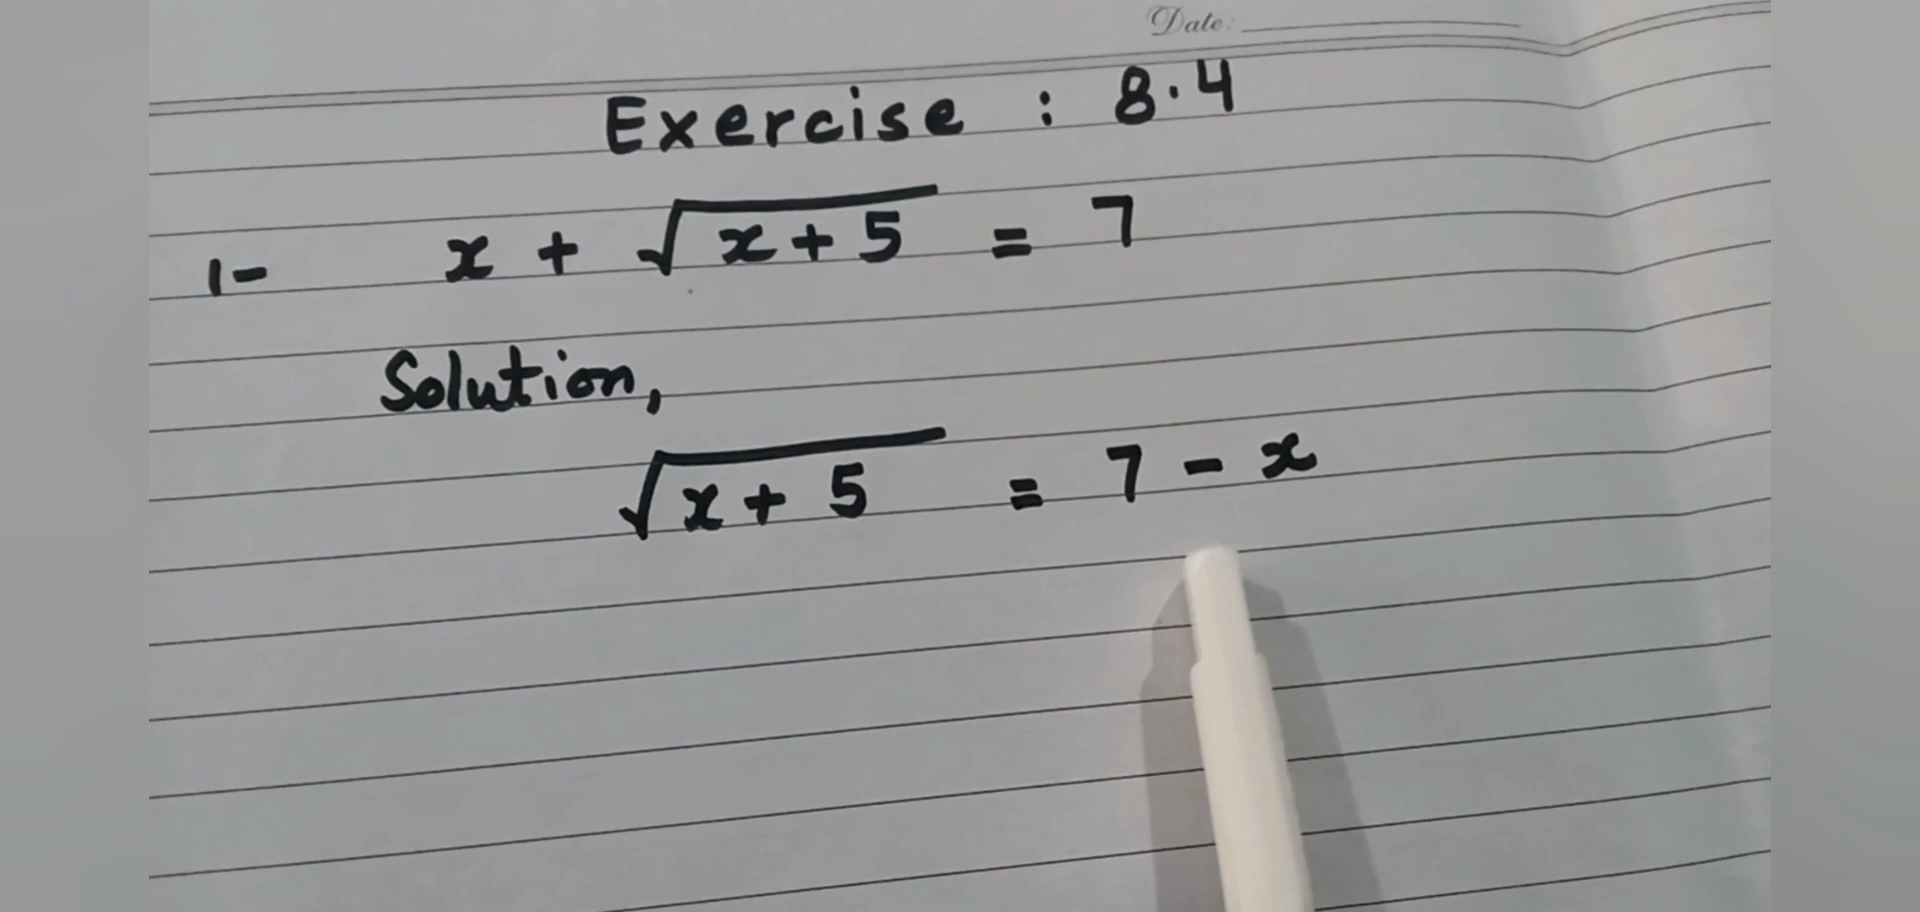 Date:
Exercise : 8.4
1- x + √(x + 5) = 7
Solution,
√(x + 5) = 7 - x